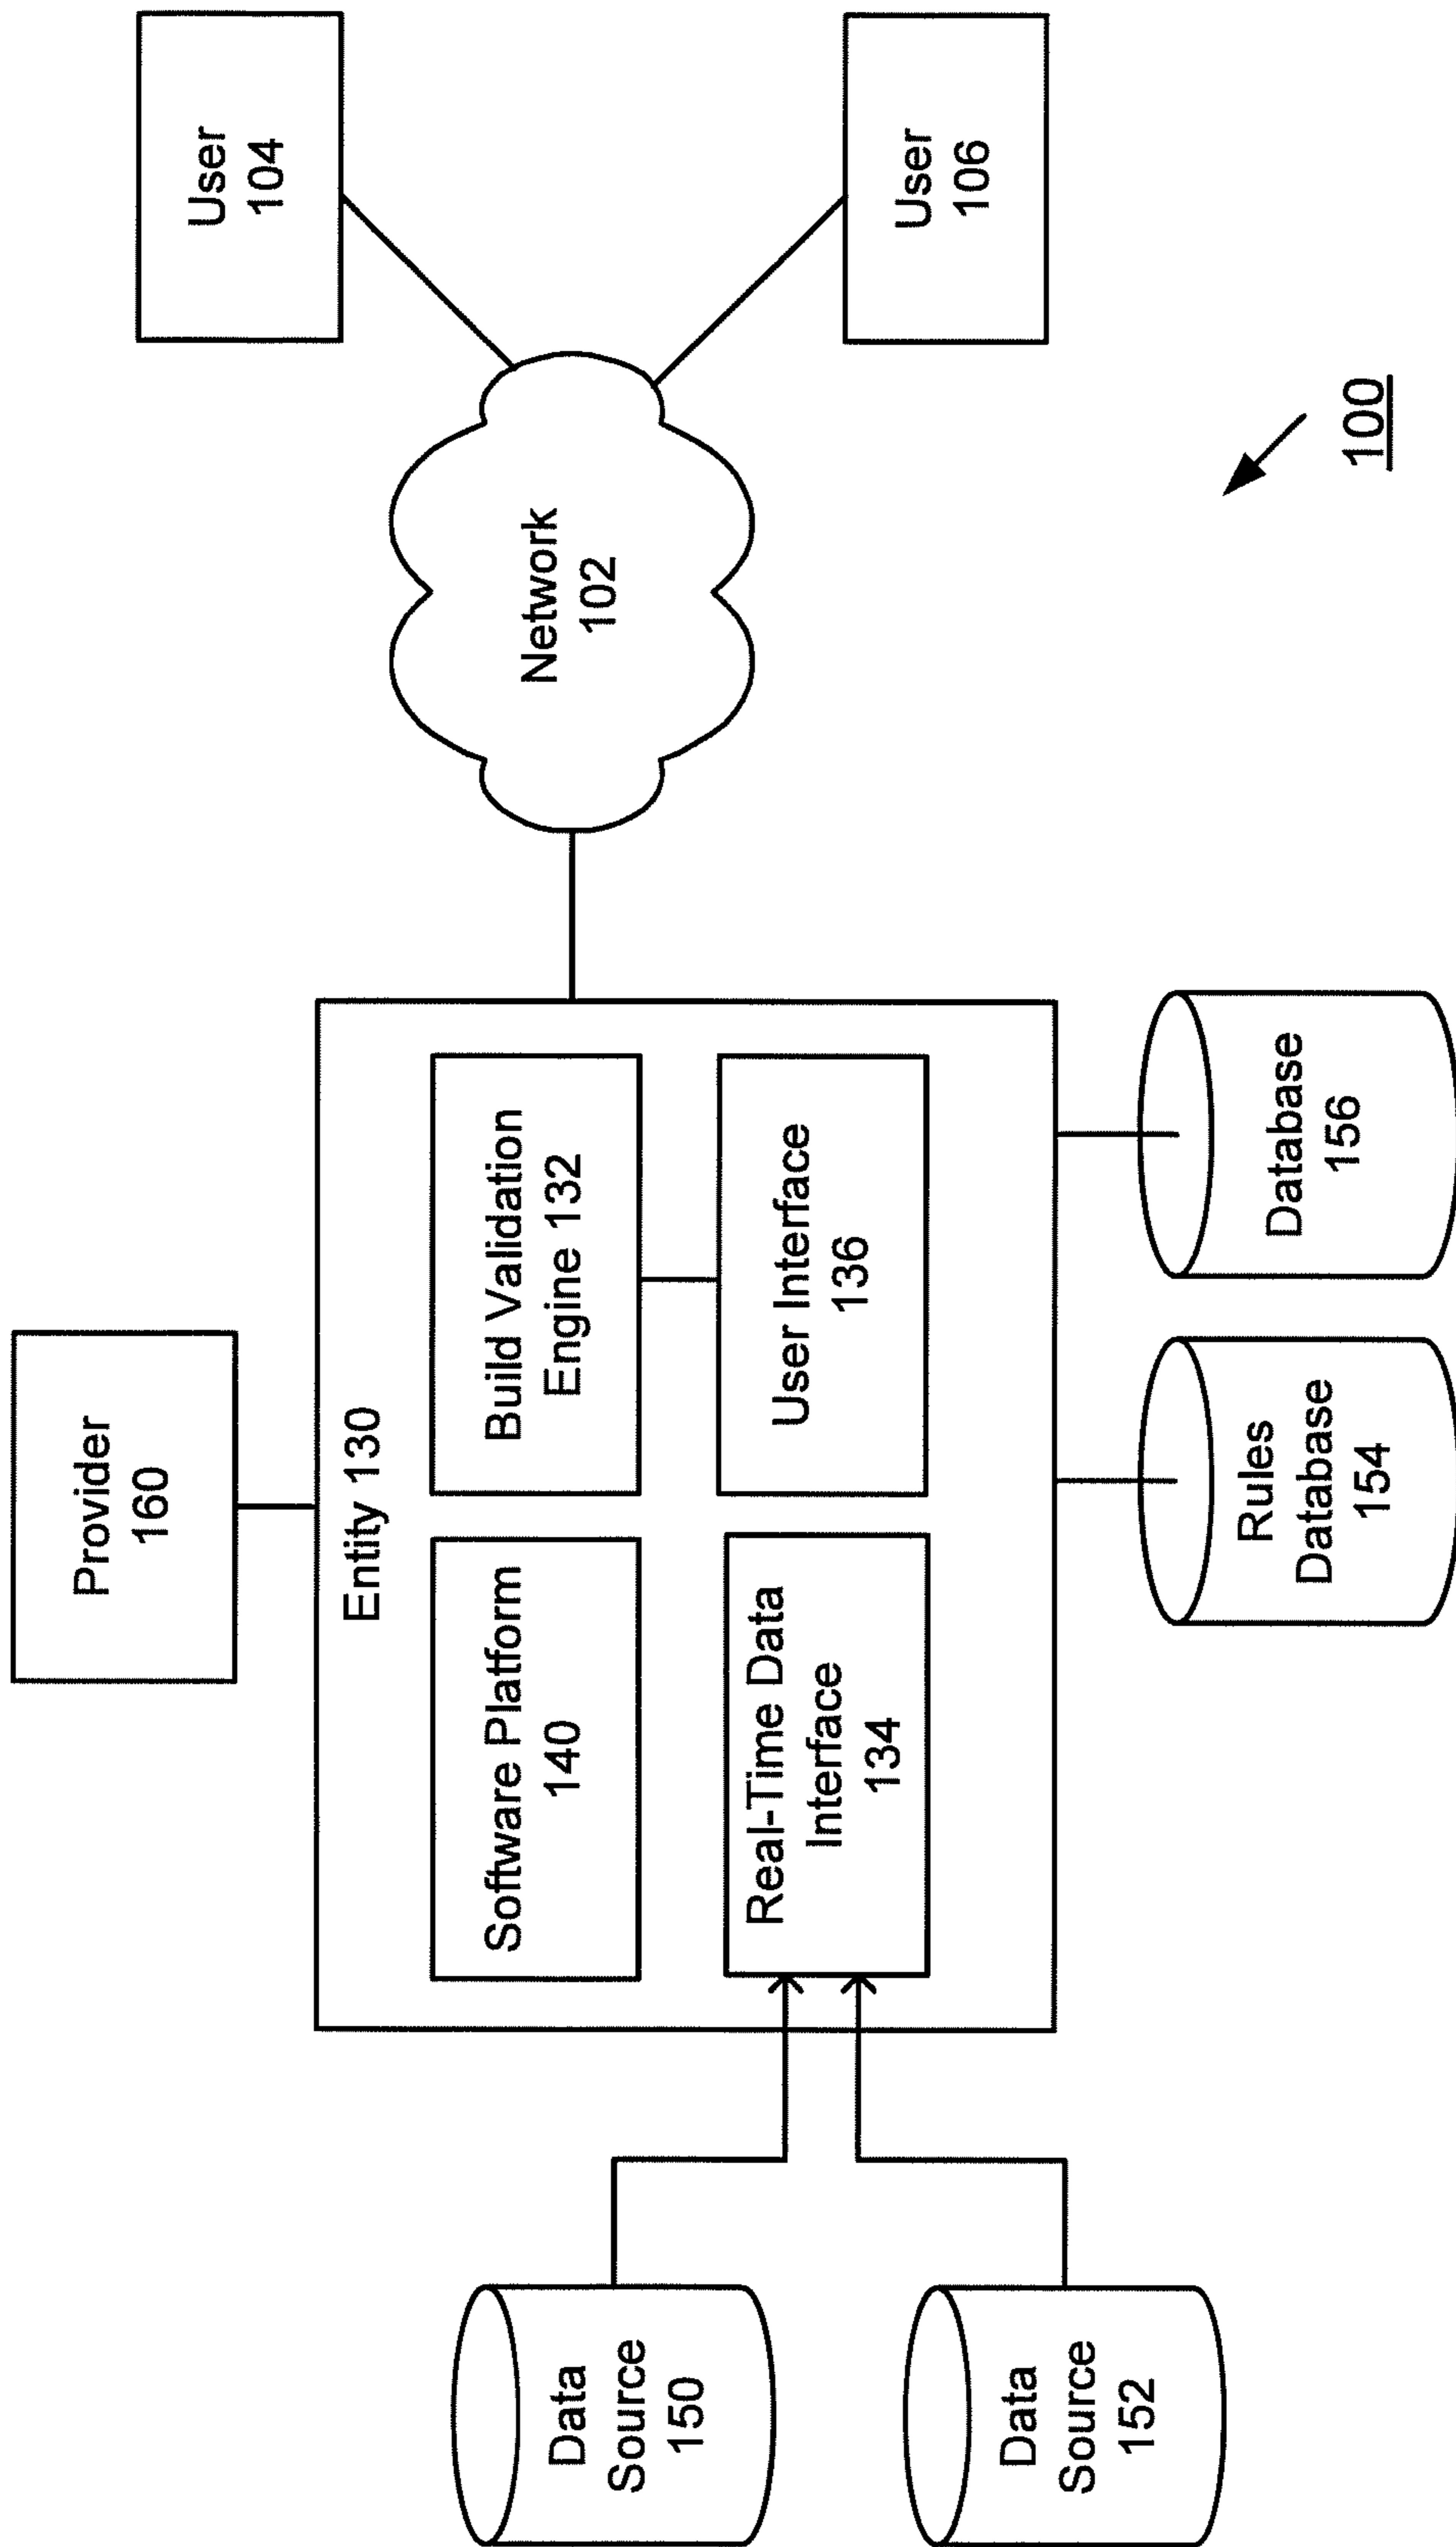 Provider
160
Entity 130
Software Platform
140
Build Validation
Engine 132
Real-Time Data
Interface
134
User Interface
136
Data
Source
150
Data
Source
152
Rules
Database
154
Database
156
Network
102
User
104
User
106
100